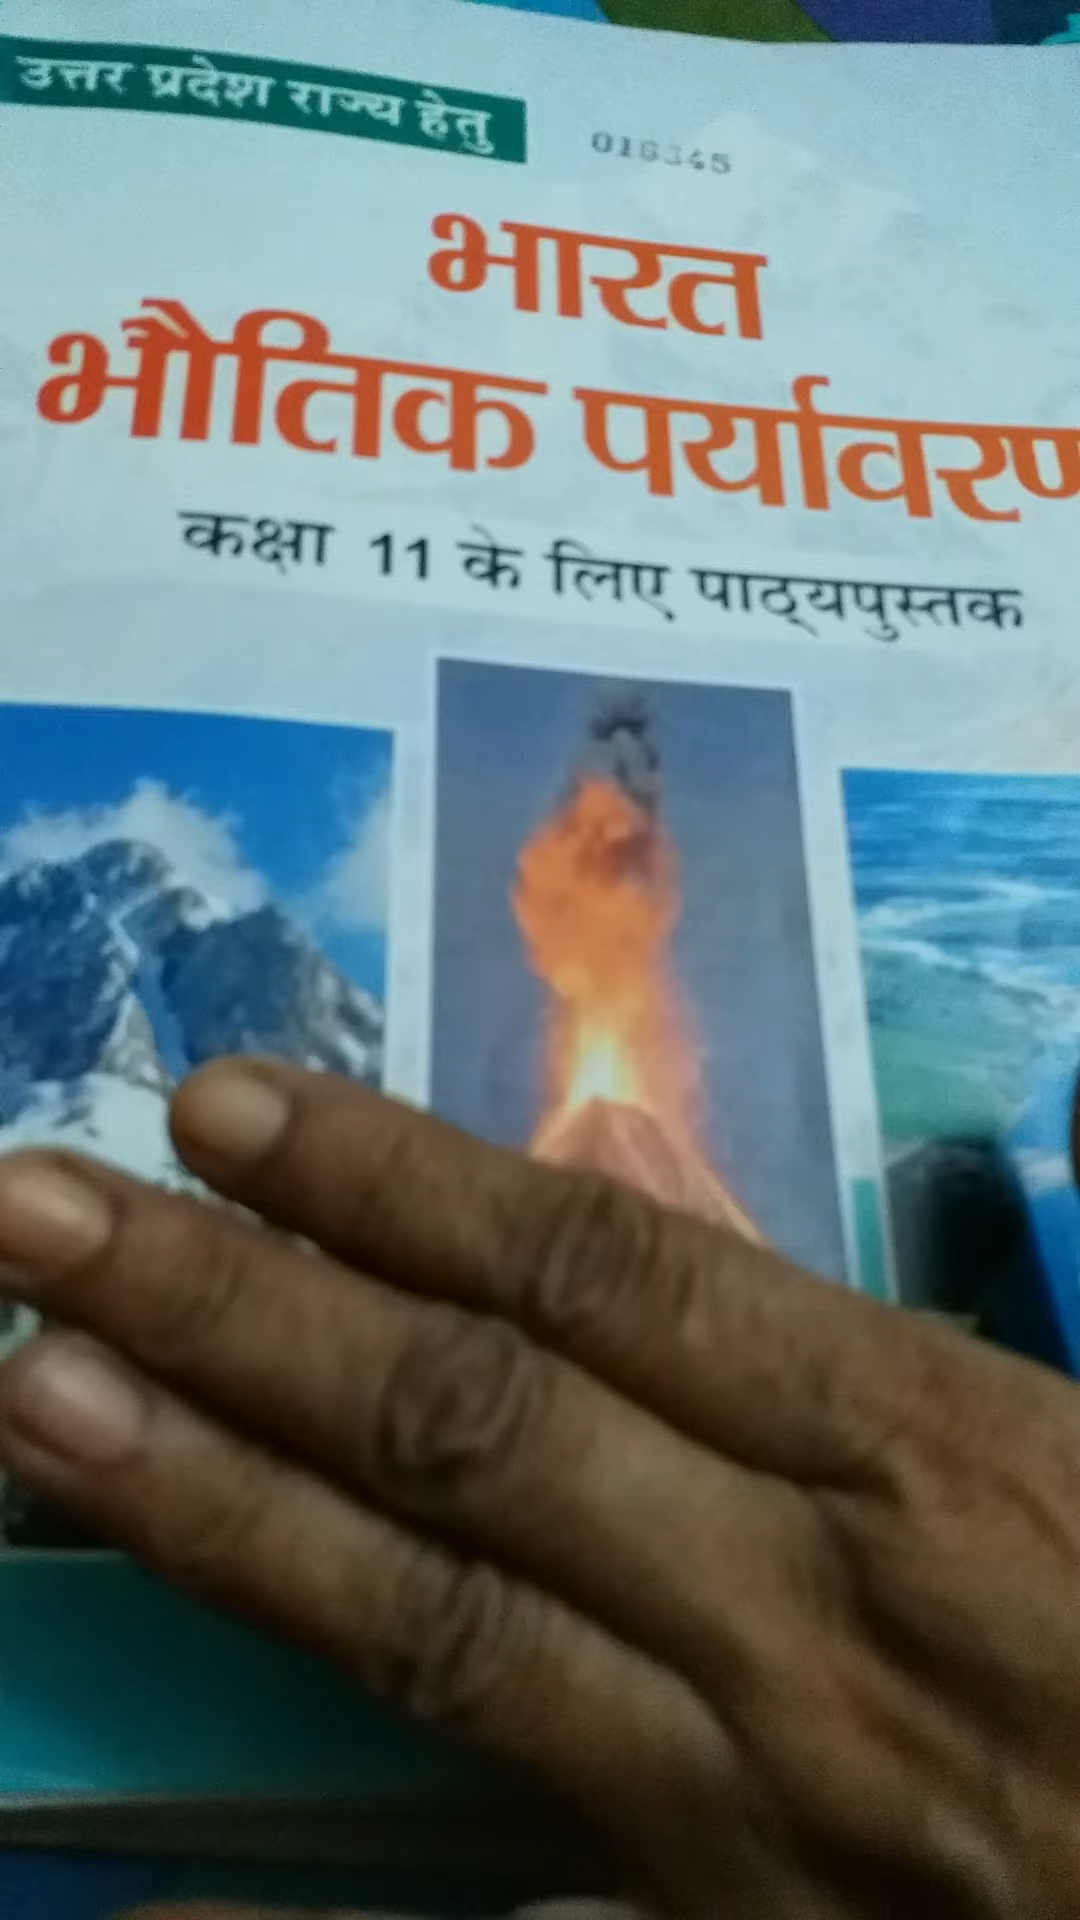 उत्तर प्रदेश राज्य हेतु
016345
भारत
भौतिक पर्यावरण
कक्षा 11 के लिए पाठ्यपुस्तक